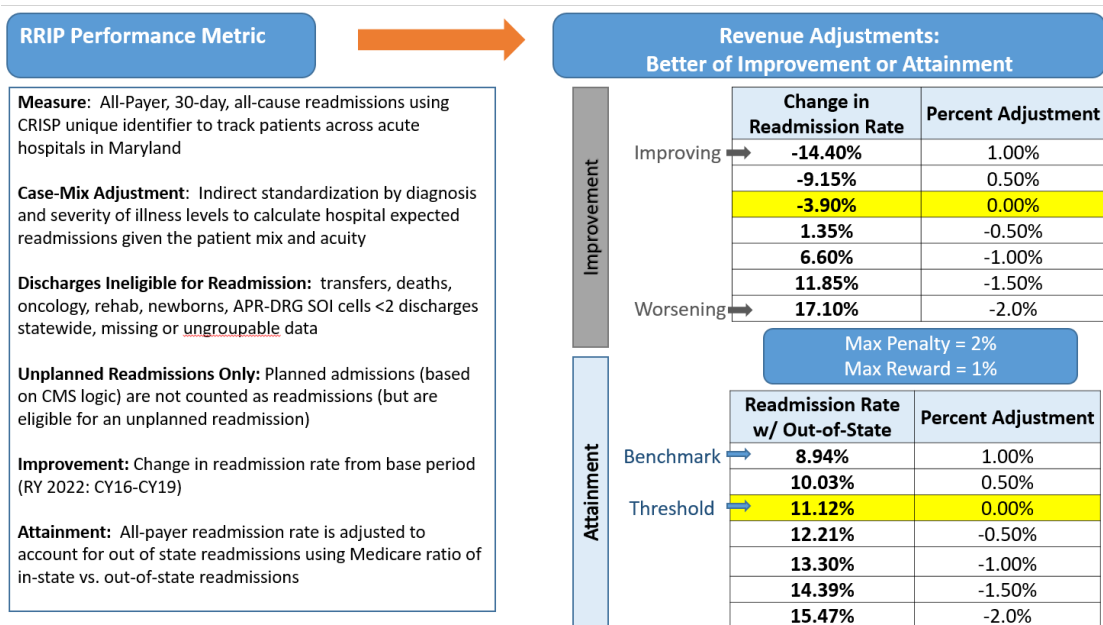 RRIP Performance Metric
Measure: All-Payer, 30-day, all-cause readmissions using
CRISP unique identifier to track patients across acute
hospitals in Maryland
Case-Mix Adjustment: Indirect standardization by diagnosis
and severity of illness levels to calculate hospital expected
readmissions given the patient mix and acuity
Discharges Ineligible for Readmission: transfers, deaths,
oncology, rehab, newborns, APR-DRG SOI cells <2 discharges
statewide, missing or ungroupable data
Unplanned Readmissions Only: Planned admissions (based
on CMS logic) are not counted as readmissions (but are
eligible for an unplanned readmission)
Improvement: Change in readmission rate from base period
(RY 2022: CY16-CY19)
Attainment: All-payer readmission rate is adjusted to
account for out of state readmissions using Medicare ratio of
in-state vs. out-of-state readmissions
Revenue Adjustments:
Better of Improvement or Attainment
Improvement
Change in
Readmission Rate Percent Adjustment
Improving -14.40% 1.00%
-9.15% 0.50%
-3.90% 0.00%
1.35% -0.50%
6.60% -1.00%
11.85% -1.50%
Worsening 17.10% -2.0%
Max Penalty = 2%
Max Reward = 1%
Attainment
Readmission Rate
w/ Out-of-State Percent Adjustment
Benchmark 8.94% 1.00%
10.03% 0.50%
Threshold 11.12% 0.00%
12.21% -0.50%
13.30% -1.00%
14.39% -1.50%
15.47% -2.0%